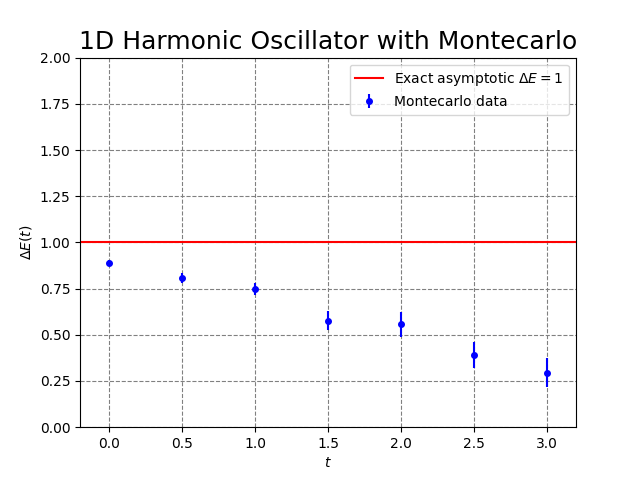 1D Harmonic Oscillator with Montecarlo
2.00
1.75
1.50
1.25
1.00
0.75
0.50
0.25
0.00
ΔE(t)
Exact asymptotic ΔE = 1
Montecarlo data
0.0 0.5 1.0 1.5 2.0 2.5 3.0
t